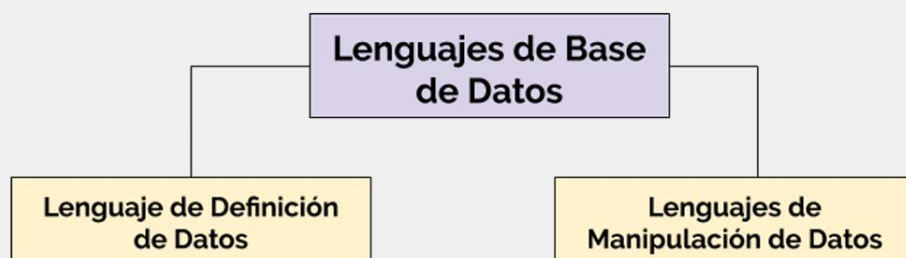 Lenguajes de Base
de Datos
Lenguaje de Definición
de Datos
Lenguajes de
Manipulación de Datos